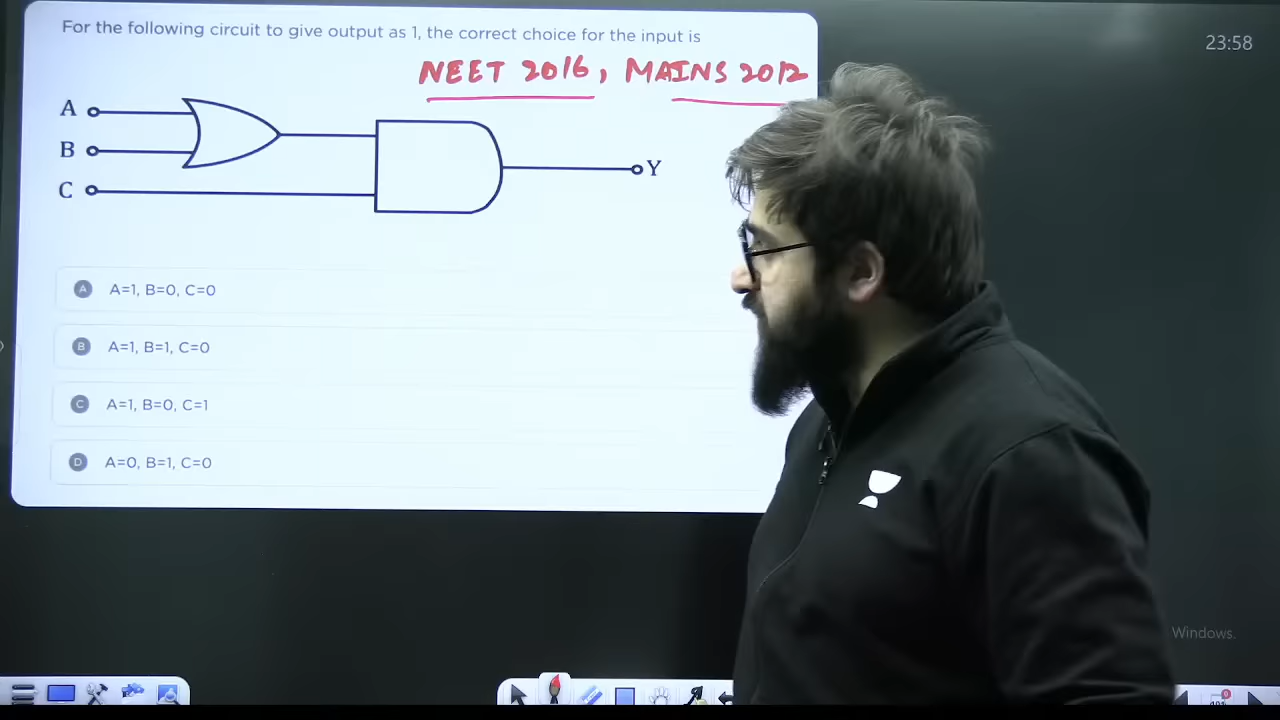 For the following circuit to give output as 1, the correct choice for the input is
23:58
NEET 2016, MAINS 2012
A
B
C
Y
A A=1, B=0, C=0
B A=1, B=1, C=0
C A=1, B=0, C=1
D A=0, B=1, C=0
Windows.